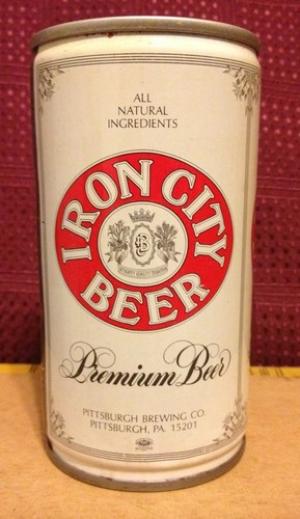 ALL
NATURAL
INGREDIENTS
IRON CITY
BEER
Premium Beer
PITTSBURGH BREWING CO.
PITTSBURGH, PA. 15201